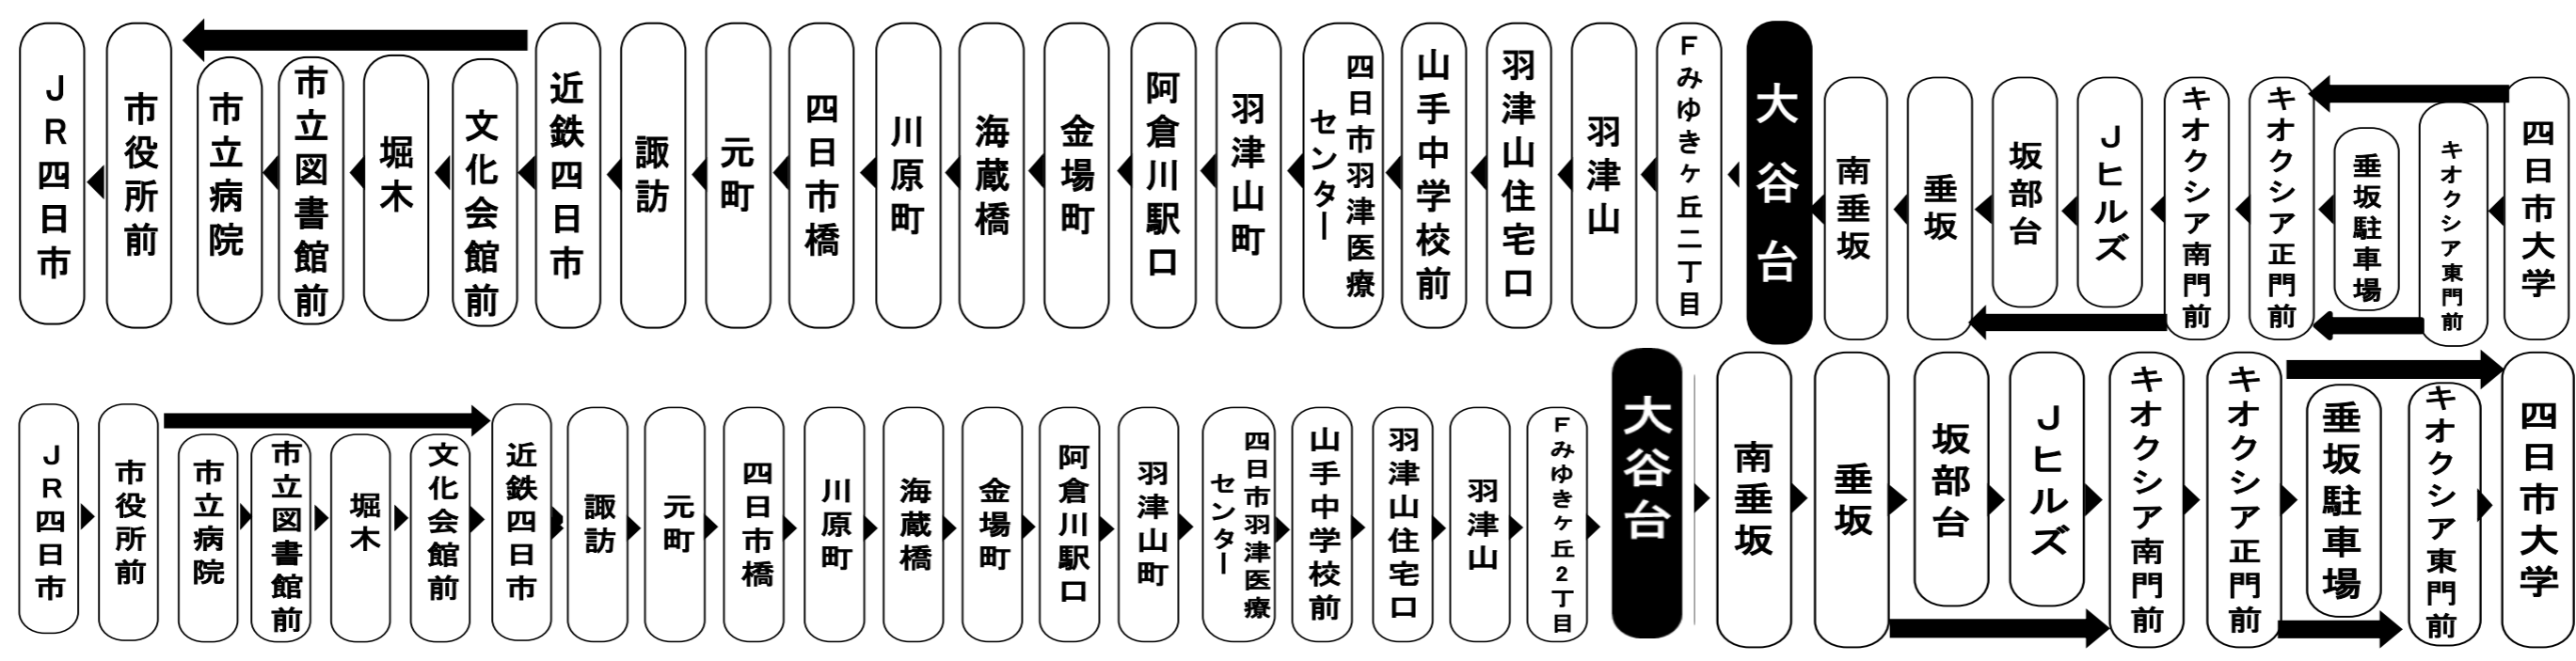 JR四日市
市役所前
市立病院
市立図書館前
堀木
文化会館前
近鉄四日市
諏訪
元町
四日市橋
川原町
海蔵橋
金場町
阿倉川駅口
羽津山町
四日市羽津医療
センター
山手中学校前
羽津山住宅口
羽津山
Fみゆきヶ丘二丁目
大谷台
南垂坂
垂坂
坂部台
Jヒルズ
キオクシア南門前
キオクシア正門前
垂坂駐車場
キオクシア東門前
四日市大学
JR四日市
市役所前
市立病院
市立図書館前
堀木
文化会館前
近鉄四日市
諏訪
元町
四日市橋
川原町
海蔵橋
金場町
阿倉川駅口
羽津山町
四日市羽津医療
センター
山手中学校前
羽津山住宅口
羽津山
Fみゆきヶ丘2丁目
大谷台
南垂坂
垂坂
坂部台
Jヒルズ
キオクシア南門前
キオクシア正門前
垂坂駐車場
キオクシア東門前
四日市大学